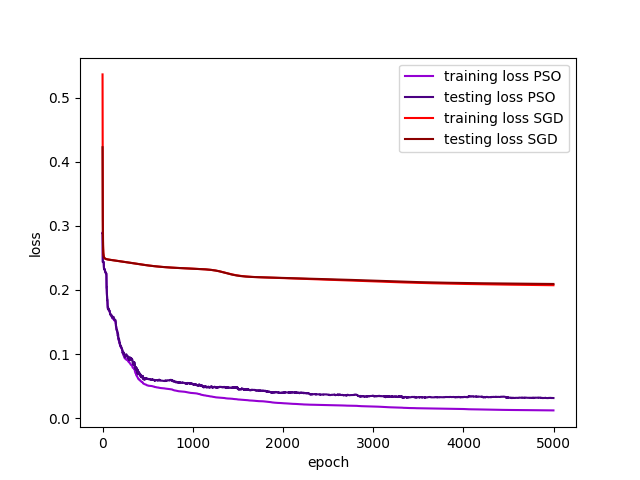 training loss PSO
testing loss PSO
training loss SGD
testing loss SGD
0.5
0.4
0.3
0.2
0.1
0.0
loss
0
1000
2000
3000
4000
5000
epoch